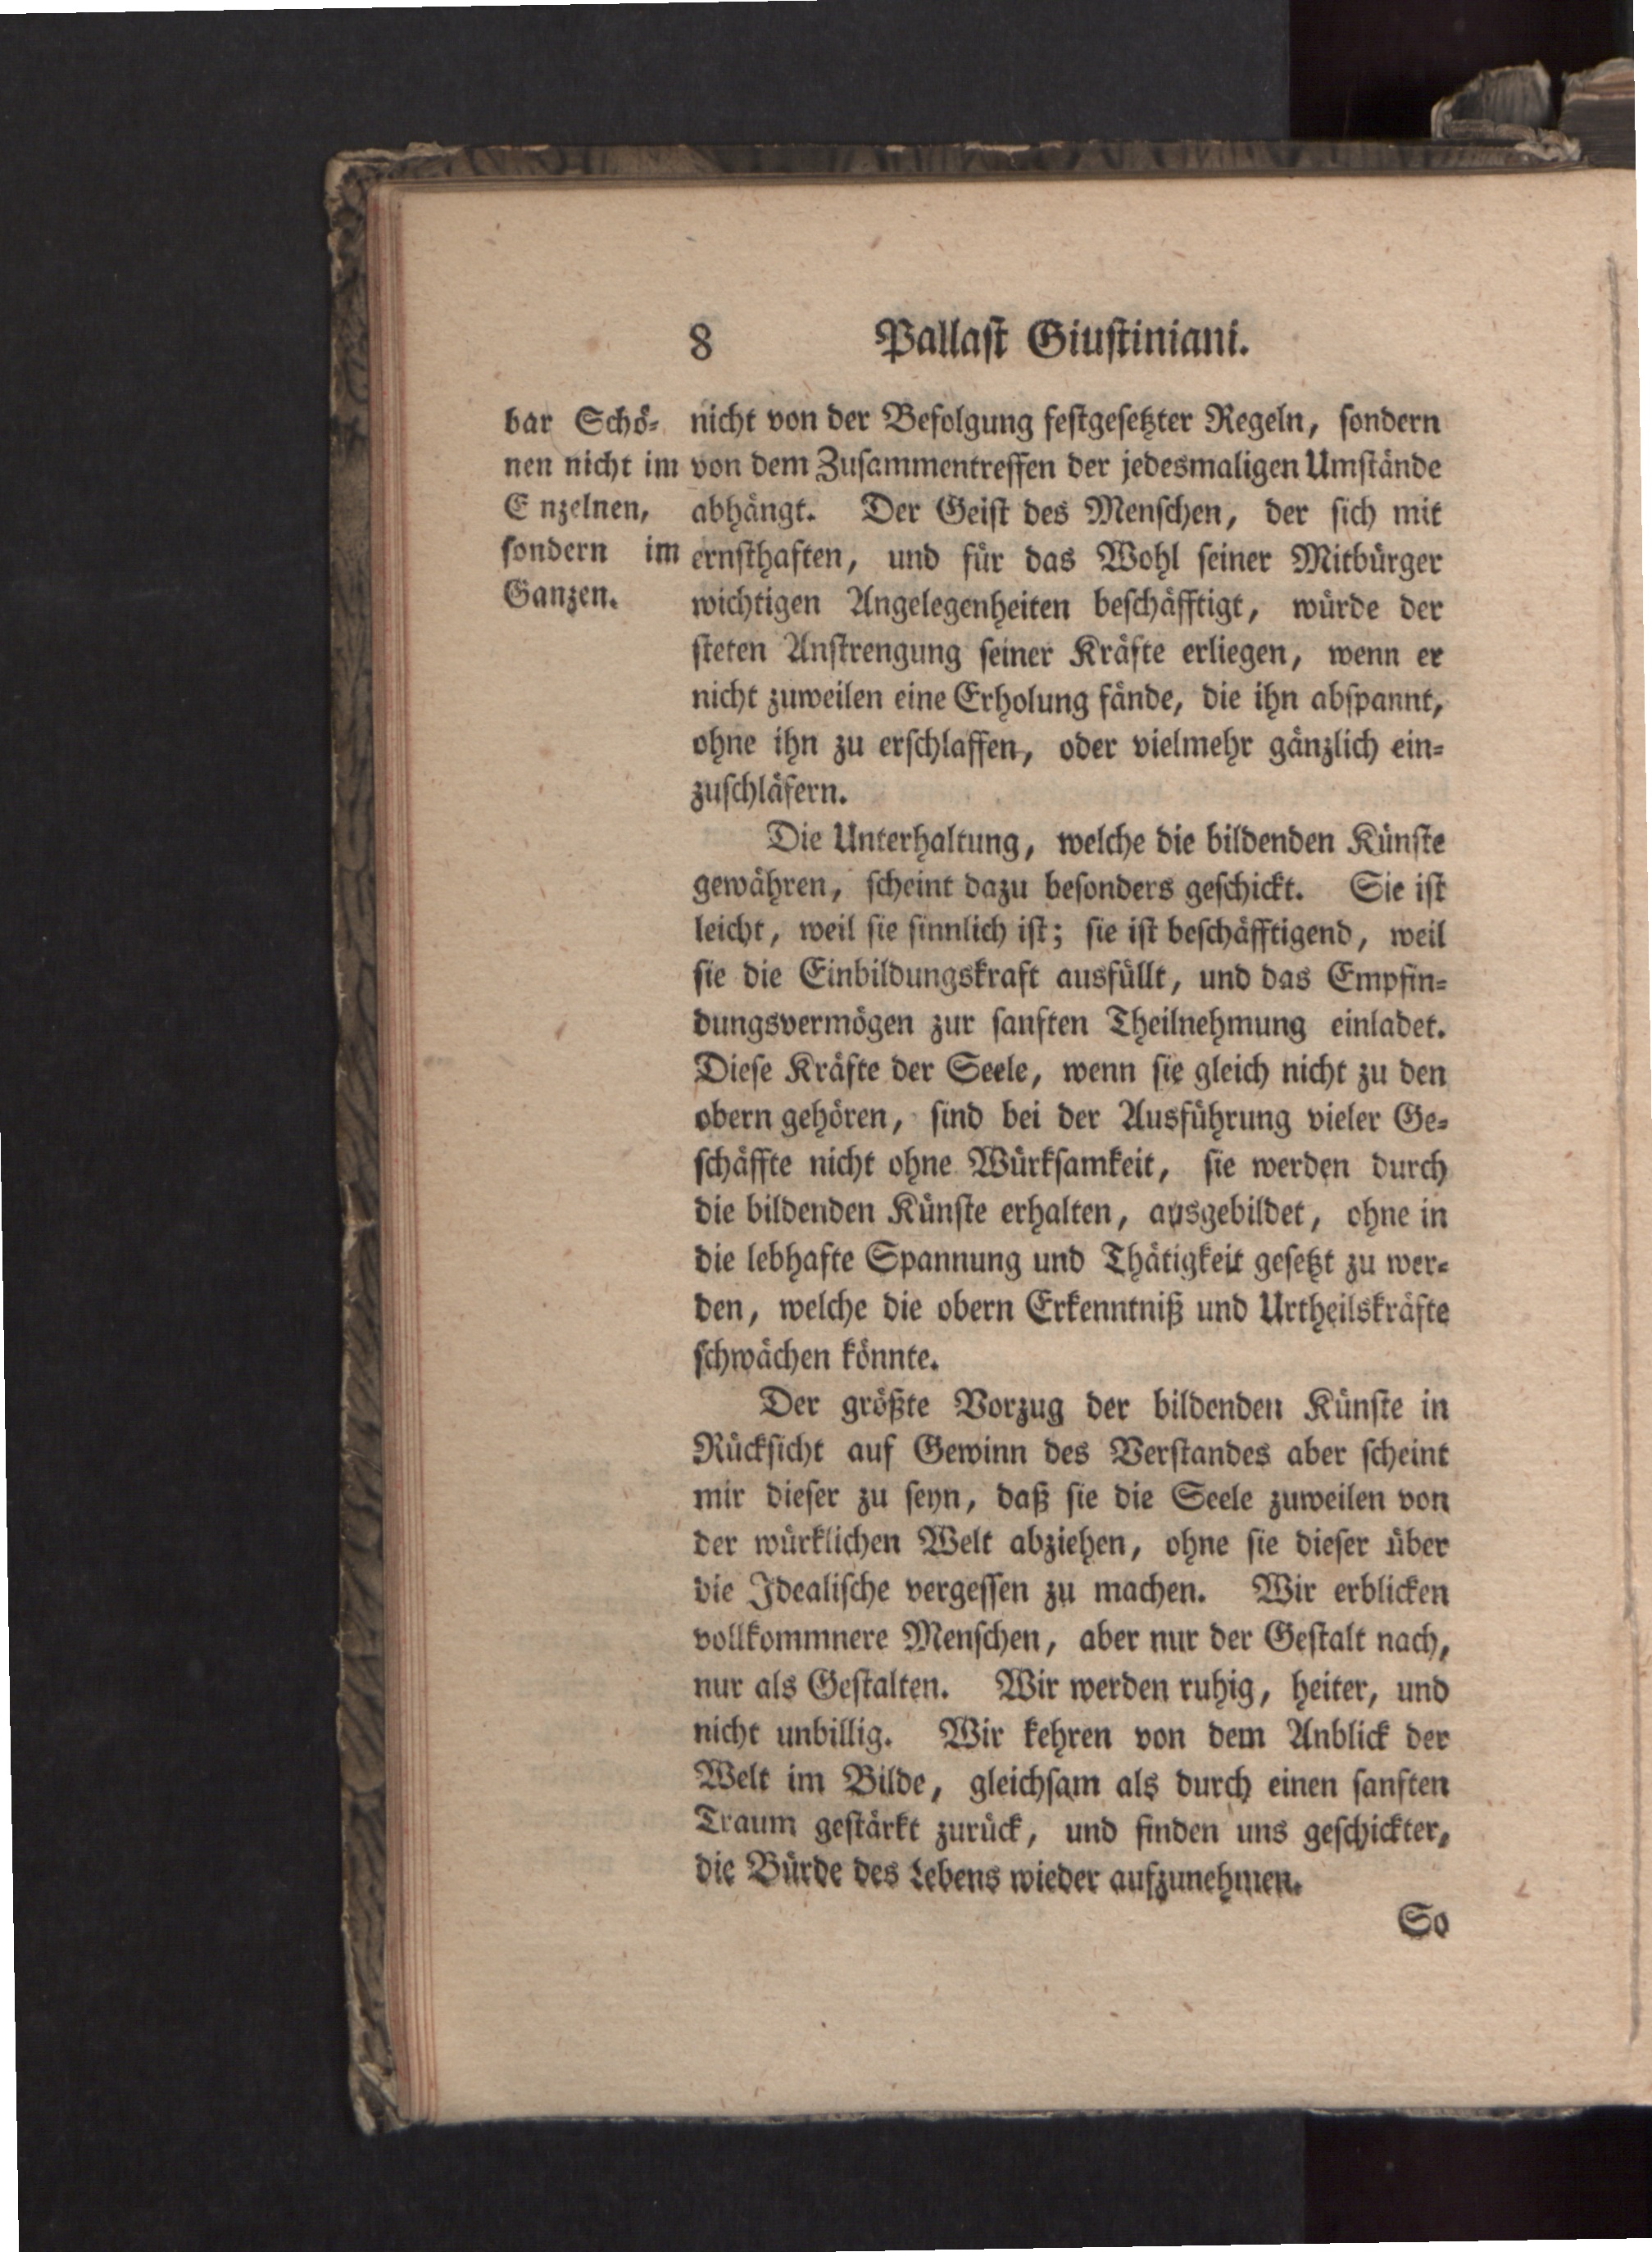 8 Pallaſt Giuſtiniani.
bar Schö-
nen nicht im
E nzelnen,
ſondern im
Ganzen.
nicht von der Befolgung feſtgeſetzter Regeln, ſondern
von dem Zuſammentreffen der jedesmaligen Umſtände
abhängt. Der Geiſt des Menſchen, der ſich mit
ernſthaften, und für das Wohl ſeiner Mitbürger
wichtigen Angelegenheiten beſchäfftigt, würde der
ſteten Anſtrengung ſeiner Kräfte erliegen, wenn er
nicht zuweilen eine Erholung fände, die ihn abſpannt,
ohne ihn zu erſchlaffen, oder vielmehr gänzlich ein-
zuſchläfern.
Die Unterhaltung, welche die bildenden Künſte
gewähren, ſcheint dazu beſonders geſchickt. Sie iſt
leicht, weil ſie ſinnlich iſt; ſie iſt beſchäfftigend, weil
ſie die Einbildungskraft ausfüllt, und das Empfin-
dungsvermögen zur ſanften Theilnehmung einladet.
Dieſe Kräfte der Seele, wenn ſie gleich nicht zu den
obern gehören, ſind bei der Ausführung vieler Ge-
ſchäffte nicht ohne Würkſamkeit, ſie werden durch
die bildenden Künſte erhalten, ausgebildet, ohne in
die lebhafte Spannung und Thätigkeit geſetzt zu wer-
den, welche die obern Erkenntniß und Urtheilskräfte
ſchwächen könnte.
Der größte Vorzug der bildenden Künſte in
Rückſicht auf Gewinn des Verſtandes aber ſcheint
mir dieſer zu ſeyn, daß ſie die Seele zuweilen von
der würklichen Welt abziehen, ohne ſie dieſer über
die Idealiſche vergeſſen zu machen. Wir erblicken
vollkommnere Menſchen, aber nur der Geſtalt nach,
nur als Geſtalten. Wir werden ruhig, heiter, und
nicht unbillig. Wir kehren von dem Anblick der
Welt im Bilde, gleichſam als durch einen ſanften
Traum geſtärkt zurück, und finden uns geſchickter,
die Bürde des Lebens wieder aufzunehmen.
So